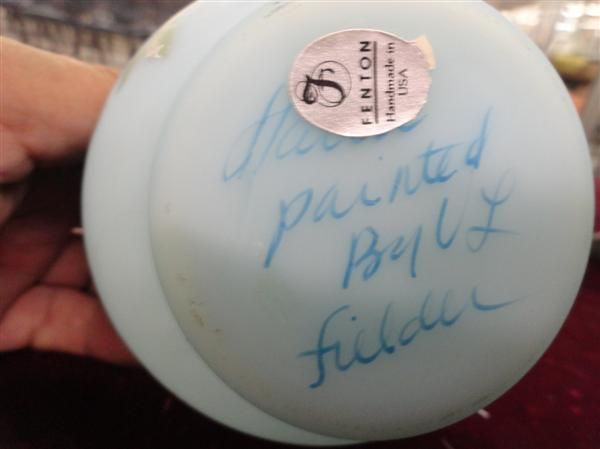 F
FENTON
Handmade in
USA
painted
By V L
fielder